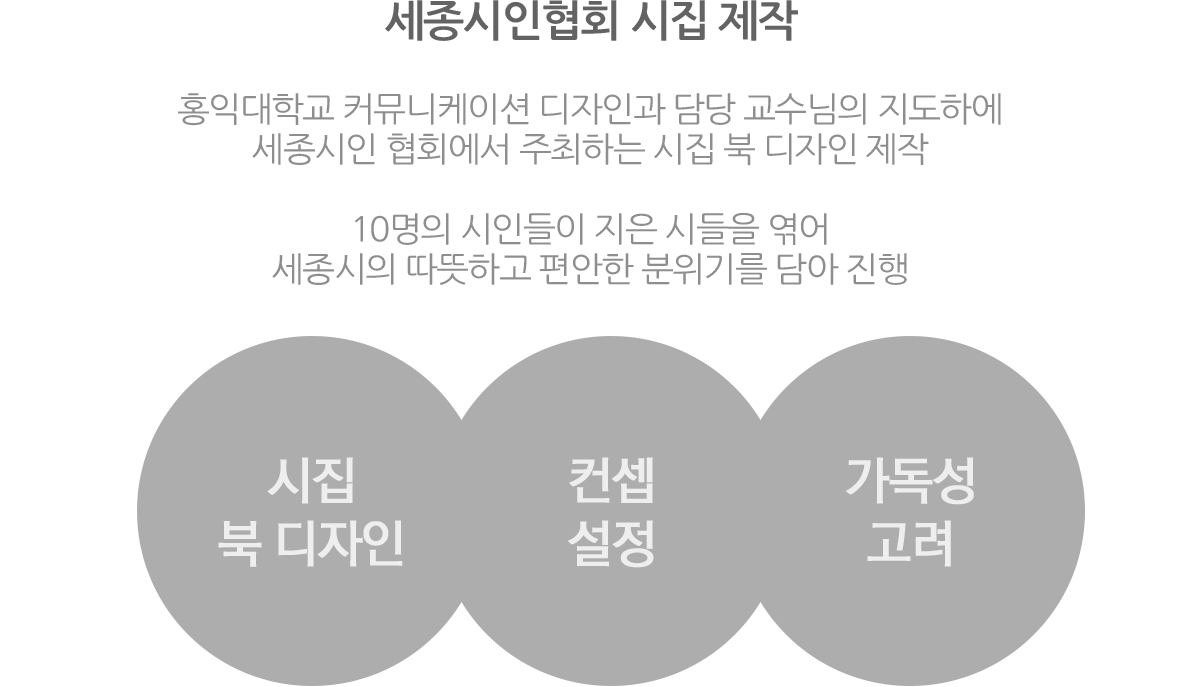 세종시인협회 시집 제작
홍익대학교 커뮤니케이션 디자인과 담당 교수님의 지도하에
세종시인 협회에서 주최하는 시집 북 디자인 제작
10명의 시인들이 지은 시들을 엮어
세종시의 따뜻하고 편안한 분위기를 담아 진행
시집
북 디자인
컨셉
설정
가독성
고려